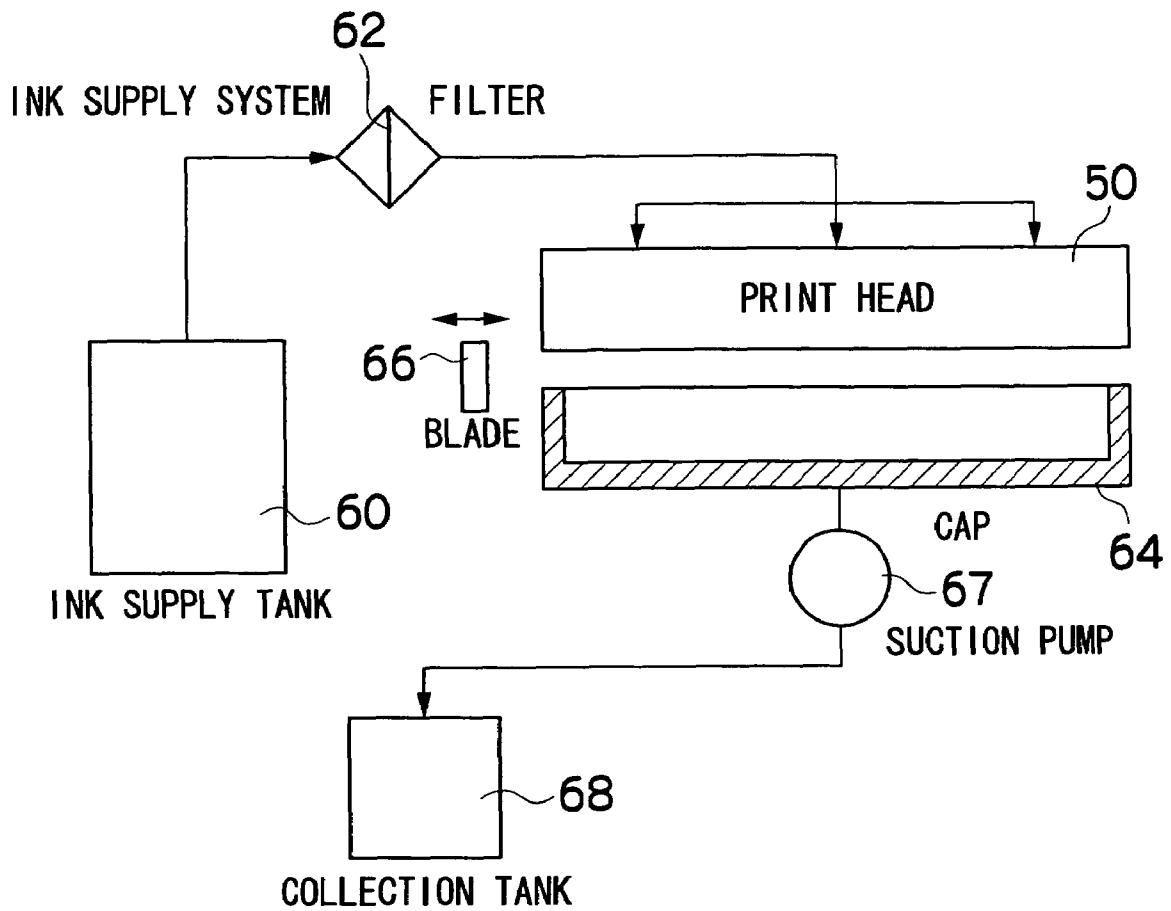 62
INK SUPPLY SYSTEM
FILTER
50
PRINT HEAD
66
BLADE
60
CAP
64
INK SUPPLY TANK
67
SUCTION PUMP
68
COLLECTION TANK